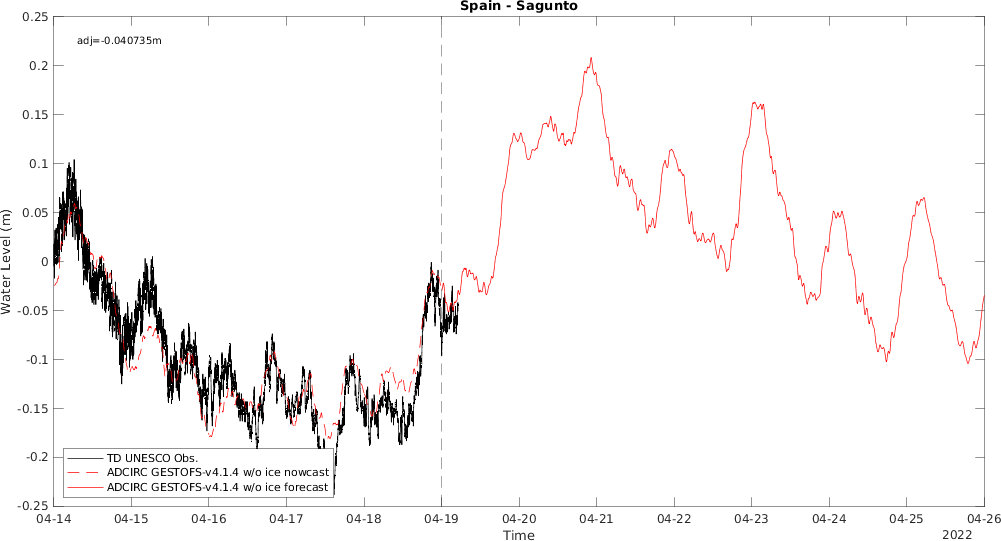 Spain - Sagunto
adj=-0.040735m
0.25
0.2
0.15
0.1
0.05
0
-0.05
-0.1
-0.15
-0.2
-0.25
Water Level (m)
TD UNESCO Obs.
ADCIRC GESTOFS-v4.1.4 w/o ice nowcast
ADCIRC GESTOFS-v4.1.4 w/o ice forecast
04-14 04-15 04-16 04-17 04-18 04-19 04-20 04-21 04-22 04-23 04-24 04-25 04-26
Time
2022